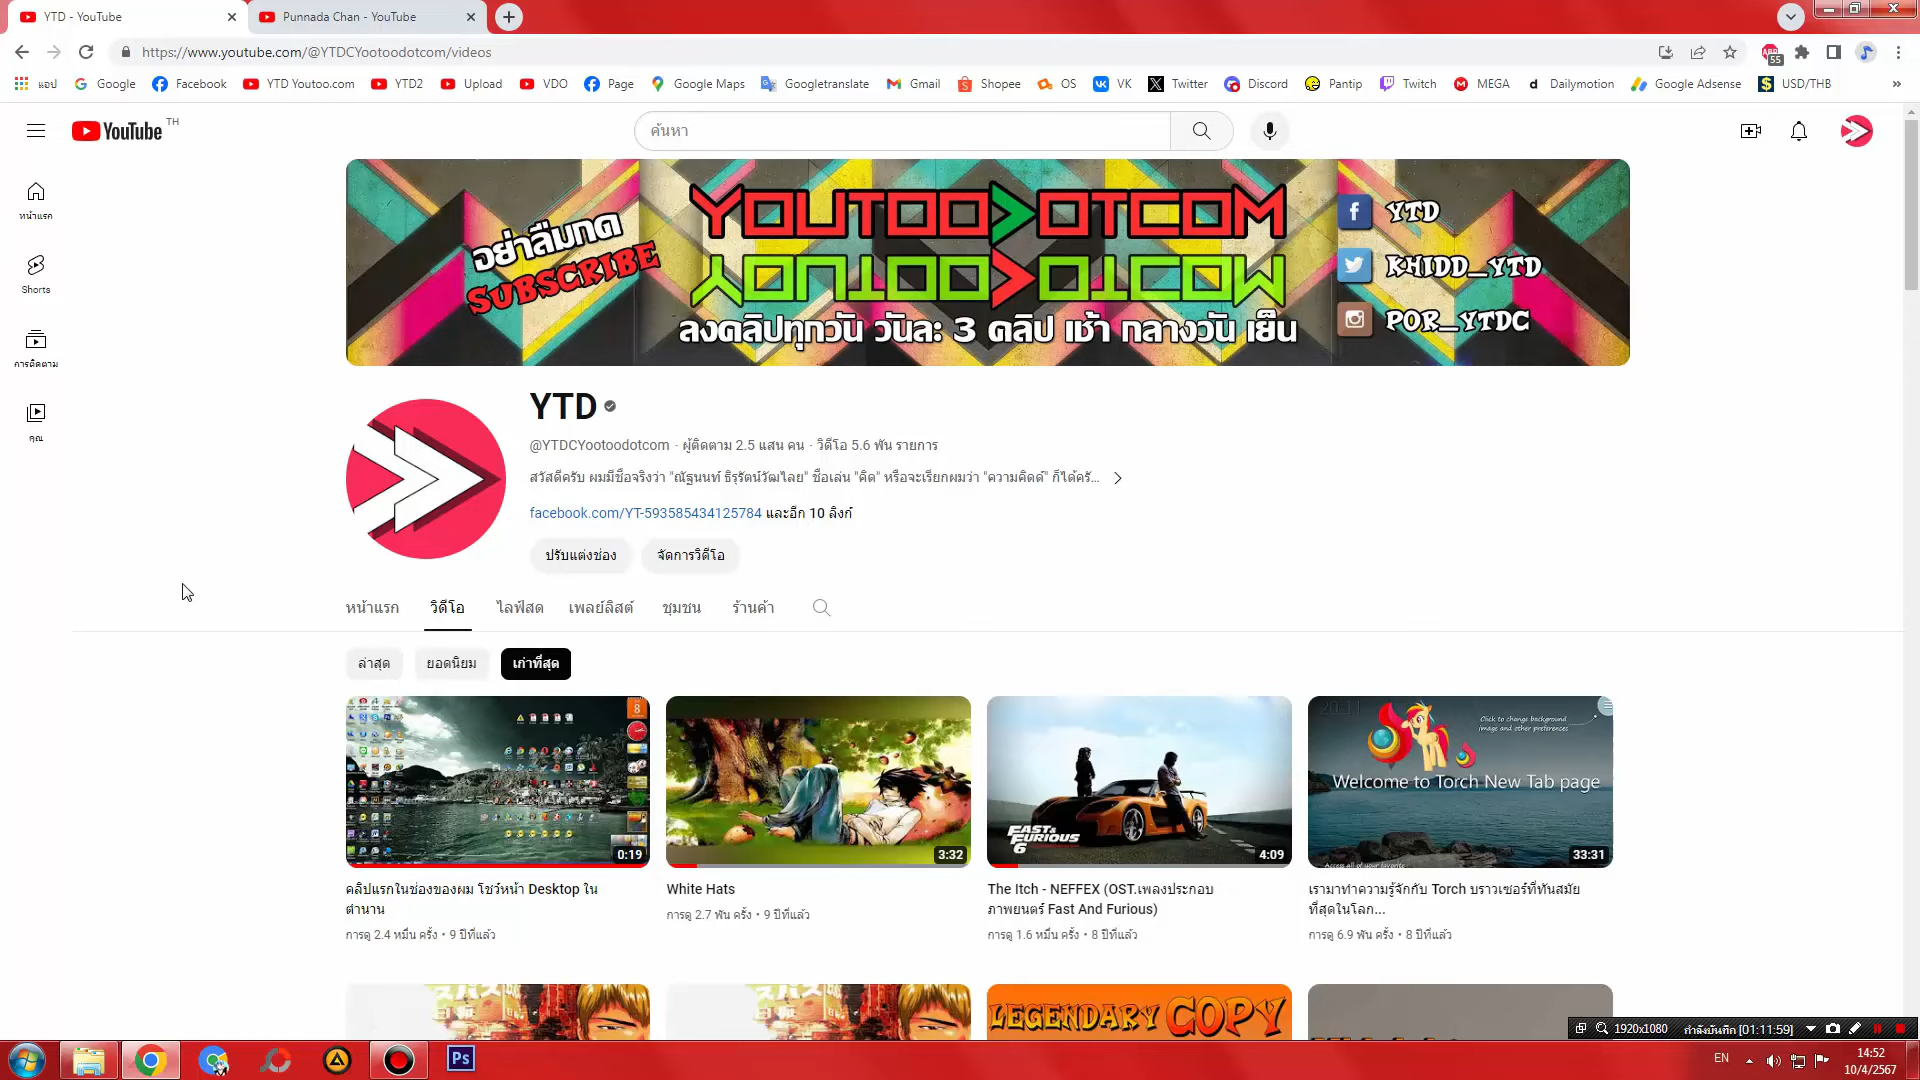 YTD - YouTube
Punnada Chan - YouTube
https://www.youtube.com/@YTDCYootoodotcom/videos
55
แอป
Google
Facebook
YTD Youtoo.com
YTD2
Upload
VDO
Page
Google Maps
Googletranslate
Gmail
Shopee
OS
VK
Twitter
Discord
Pantip
Twitch
MEGA
Dailymotion
Google Adsense
USD/THB
YouTube TH
ค้นหา
หน้าแรก
Shorts
การติดตาม
คุณ
อย่าลืมกด
SUBSCRIBE
YOUTOO>OTCOM
ลงคลิปทุกวัน วันละ 3 คลิป เช้า กลางวัน เย็น
YTD
KHIDD_YTD
POR_YTDC
YTD
@YTDCYootoodotcom · ผู้ติดตาม 2.5 แสน คน · วิดีโอ 5.6 พัน รายการ
สวัสดีครับ ผมมีชื่อจริงว่า "ณัฐนนท์ ธิรุรัตน์วัฒไลย" ชื่อเล่น "คิด" หรือจะเรียกผมว่า "ความคิดด์" ก็ได้ครั...
facebook.com/YT-593585434125784 และอีก 10 ลิงก์
ปรับแต่งช่อง
จัดการวิดีโอ
หน้าแรก
วิดีโอ
ไลฟ์สด
เพลย์ลิสต์
ชุมชน
ร้านค้า
ล่าสุด
ยอดนิยม
เก่าที่สุด
8
0:19
3:32
FAST & FURIOUS 6
4:09
Click to change background
image and other preferences
Welcome to Torch New Tab page
33:31
คลิปแรกในช่องของผม โชว์หน้า Desktop ใน
ตำนาน
การดู 2.4 หมื่น ครั้ง • 9 ปีที่แล้ว
White Hats
การดู 2.7 พัน ครั้ง • 9 ปีที่แล้ว
The Itch - NEFFEX (OST.เพลงประกอบ
ภาพยนตร์ Fast And Furious)
การดู 1.6 หมื่น ครั้ง • 8 ปีที่แล้ว
เรามาทำความรู้จักกับ Torch บราวเซอร์ที่ทันสมัย
ที่สุดในโลก...
การดู 6.9 พัน ครั้ง • 8 ปีที่แล้ว
LEGENDARY COPY
1920x1080
กำลังบันทึก [01:11:59]
Ps
EN
14:52
10/4/2567